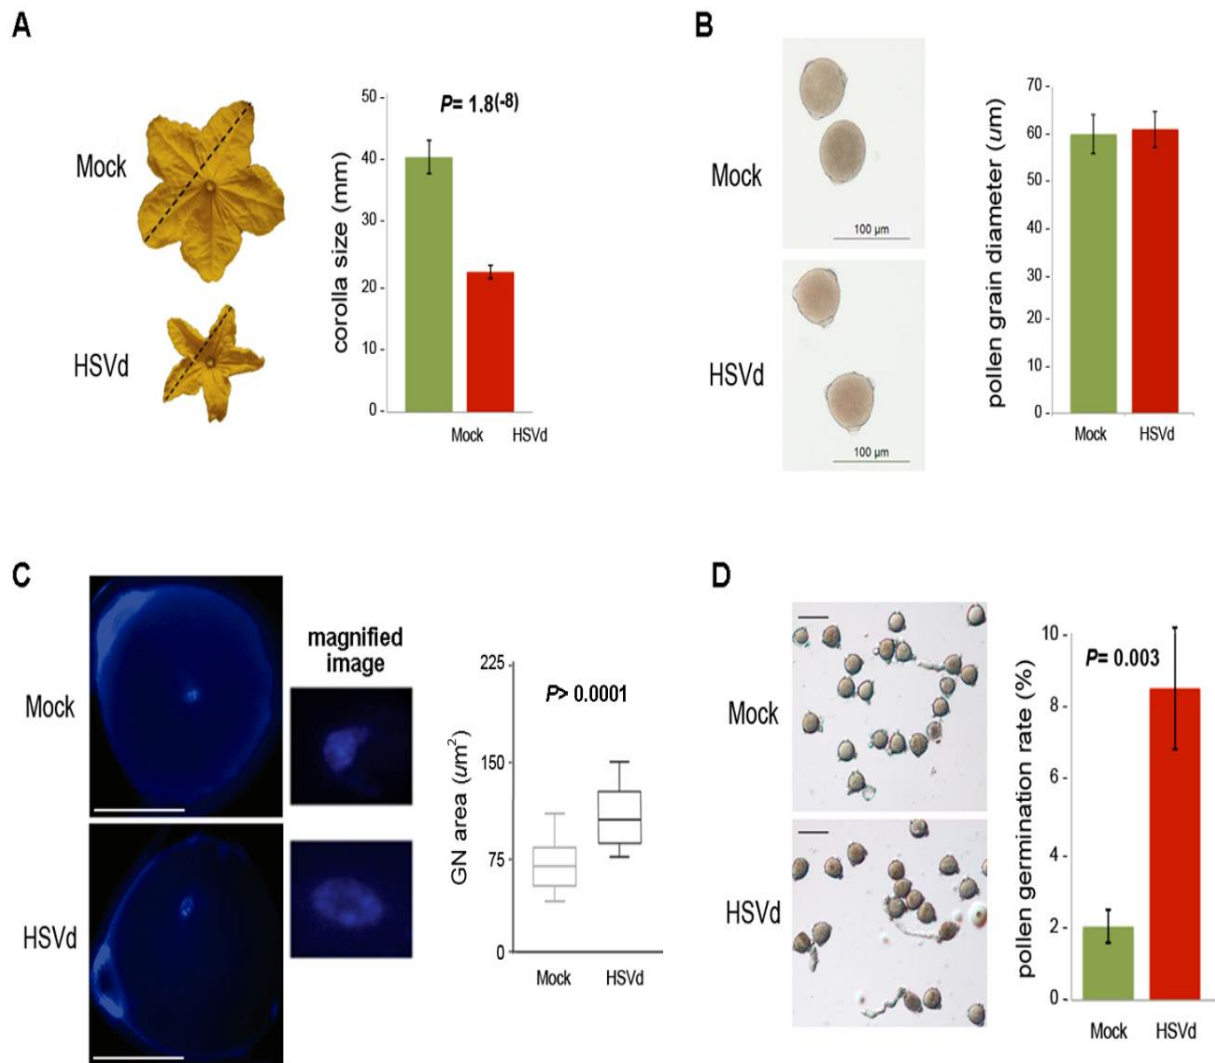 A
Mock
HSVd
corolla size (mm)
50
40
30
20
10
0
P= 1.8(-8)
Mock HSVd
B
Mock
100 µm
HSVd
100 µm
pollen grain diameter (um)
70
60
50
40
30
20
10
0
Mock HSVd
C
Mock
HSVd
magnified
image
GN area (um²)
225
150
75
0
P> 0.0001
Mock HSVd
D
Mock
HSVd
pollen germination rate (%)
10
8
6
4
2
0
P= 0.003
Mock HSVd